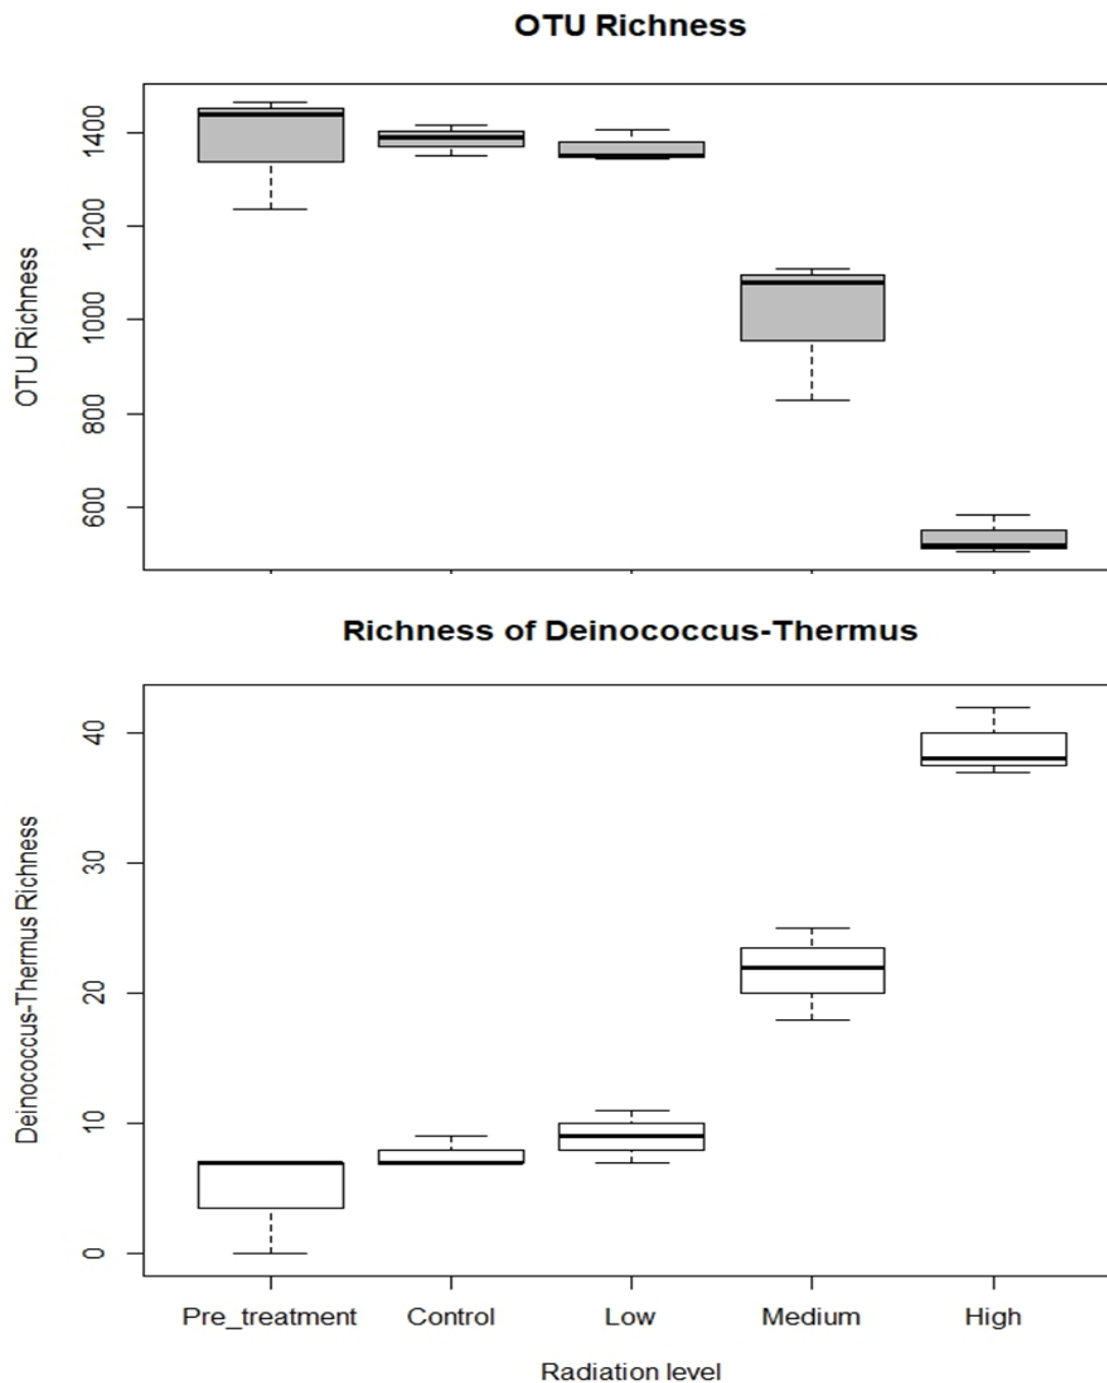 OTU Richness
OTU Richness
1400
1200
1000
800
600
Richness of Deinococcus-Thermus
Deinococcus-Thermus Richness
40
30
20
10
0
Pre_treatment Control Low Medium High
Radiation level